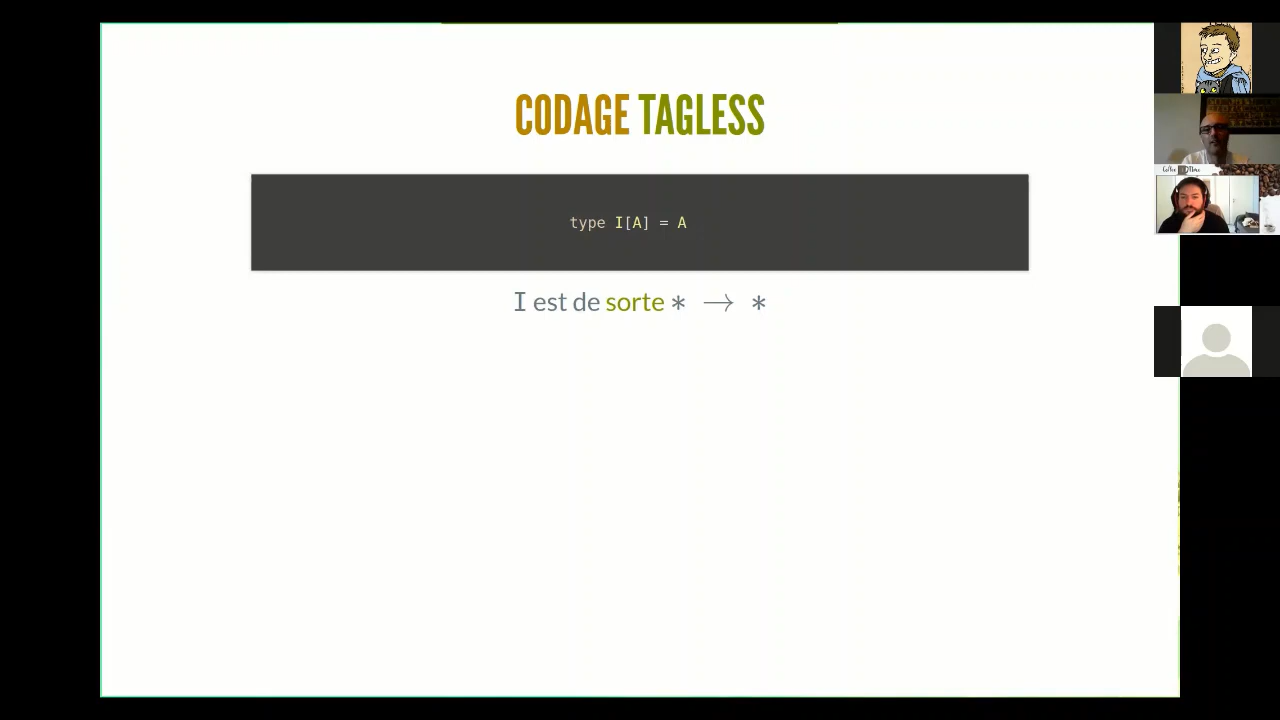 CODAGE TAGLESS
type I[A] = A
I est de sorte * → *